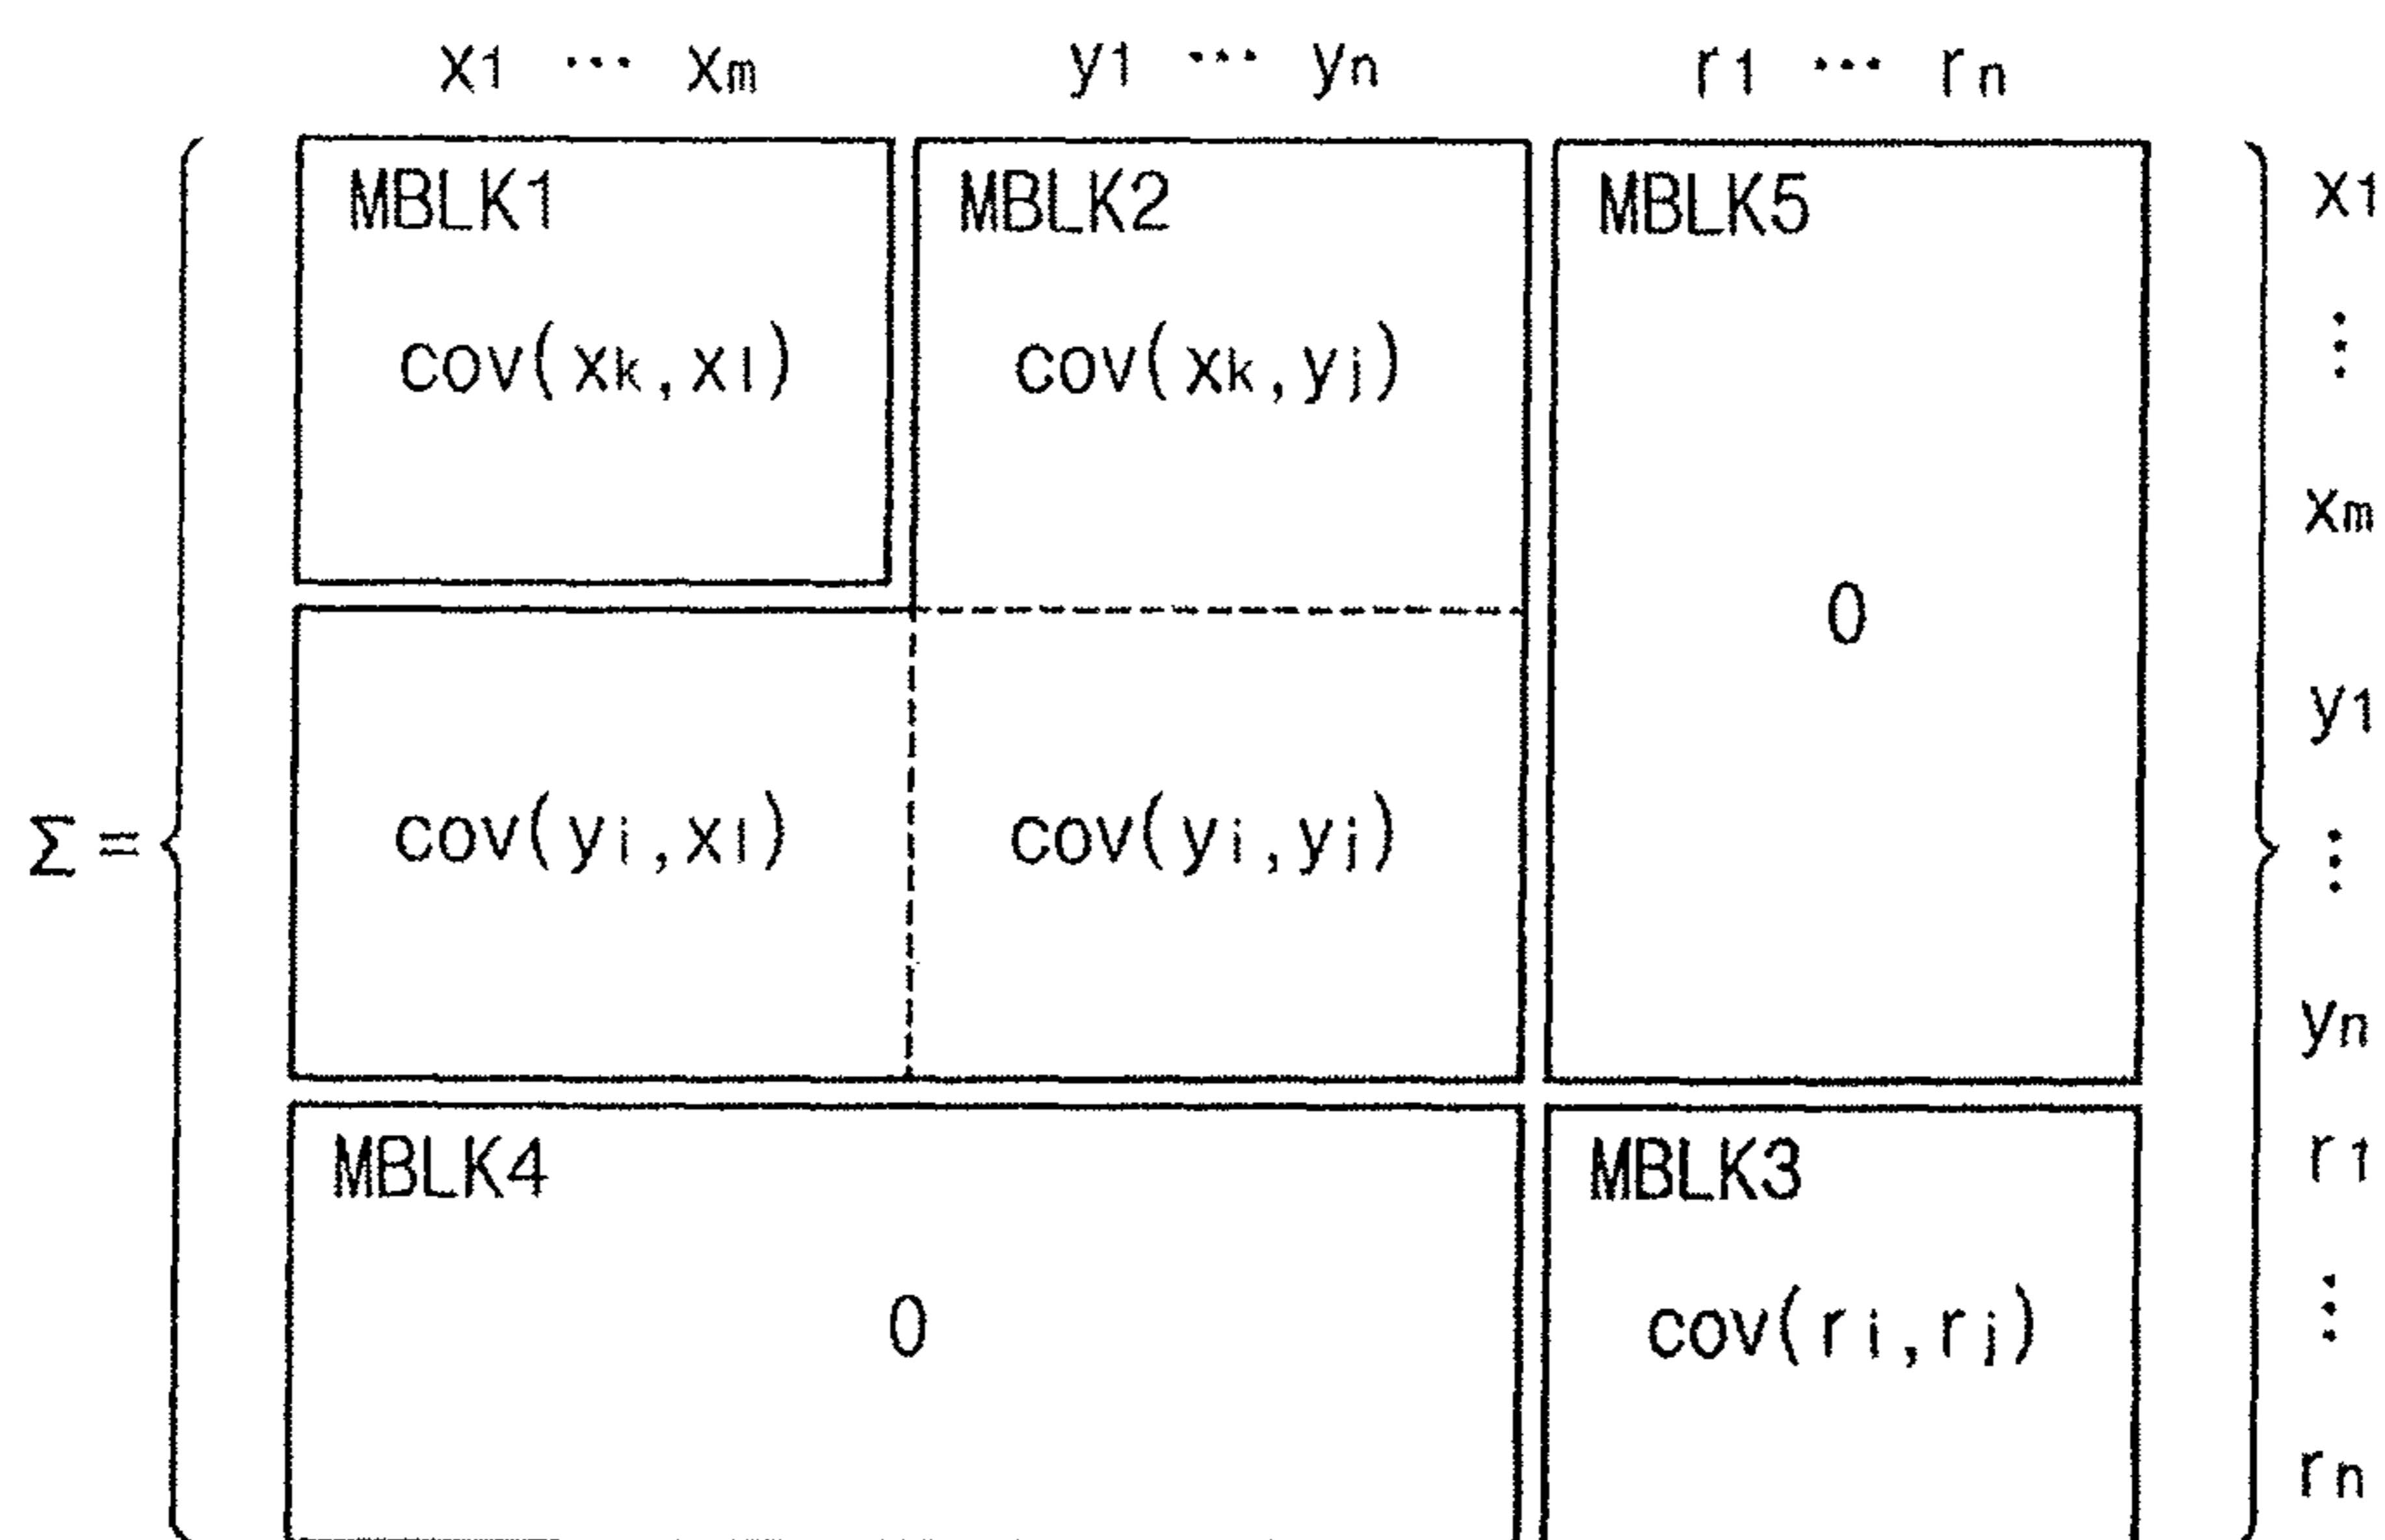 x1 ··· xm y1 ··· yn r1 ··· rn
MBLK1 MBLK2 MBLK5 x1
⋮
cov(xk,xl) cov(xk,yj)
xm
0
y1
Σ= cov(yi,xl) cov(yi,yj) ⋮
yn
MBLK4 MBLK3 r1
0 cov(ri,rj) ⋮
rn